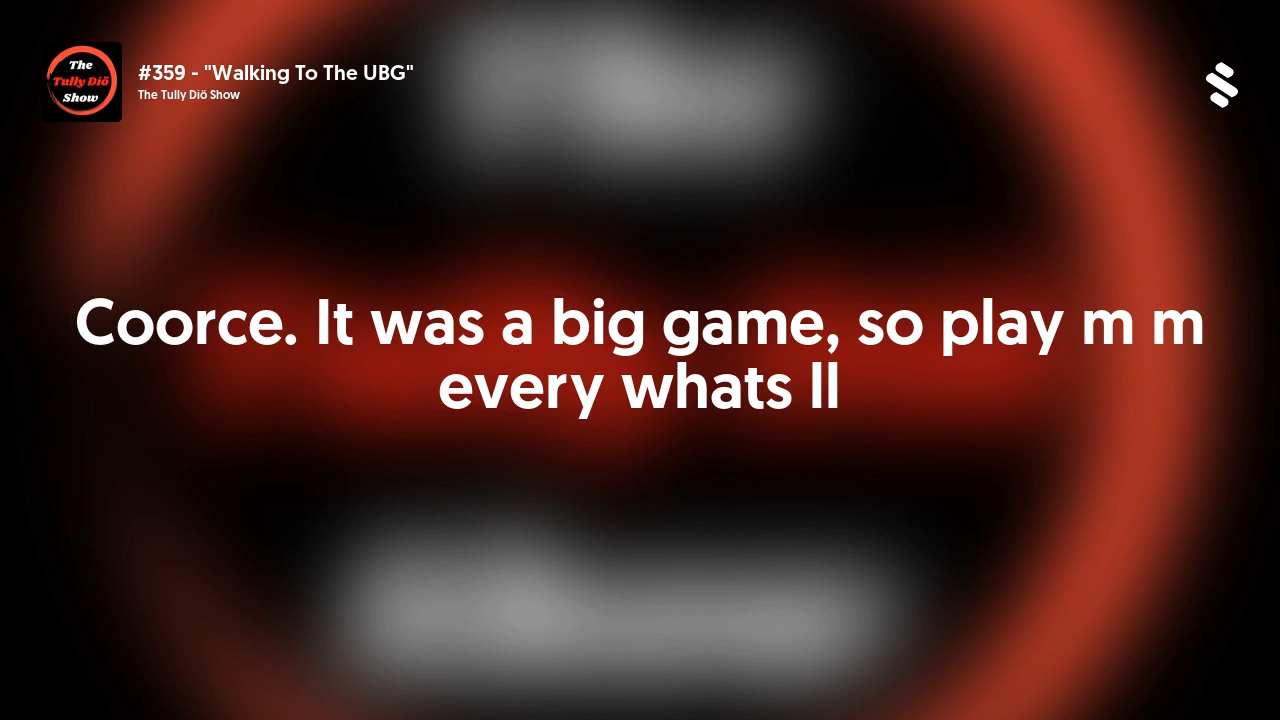 The
Tully Diö
Show
#359 - "Walking To The UBG"
The Tully Diö Show
Coorce. It was a big game, so play m m
every whats ll